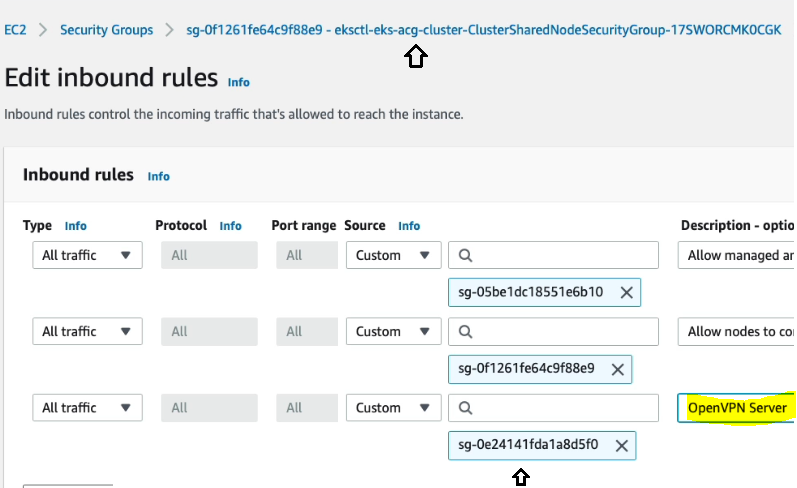 EC2 > Security Groups > sg-0f1261fe64c9f88e9 - eksctl-eks-acg-cluster-ClusterSharedNodeSecurityGroup-17SWORCMK0CGK
Edit inbound rules Info
Inbound rules control the incoming traffic that's allowed to reach the instance.
Inbound rules Info
Type Info Protocol Info Port range Source Info Description - optio
All traffic All All Custom Allow managed an
sg-05be1dc18551e6b10
All traffic All All Custom Allow nodes to co
sg-0f1261fe64c9f88e9
All traffic All All Custom OpenVPN Server
sg-0e24141fda1a8d5f0